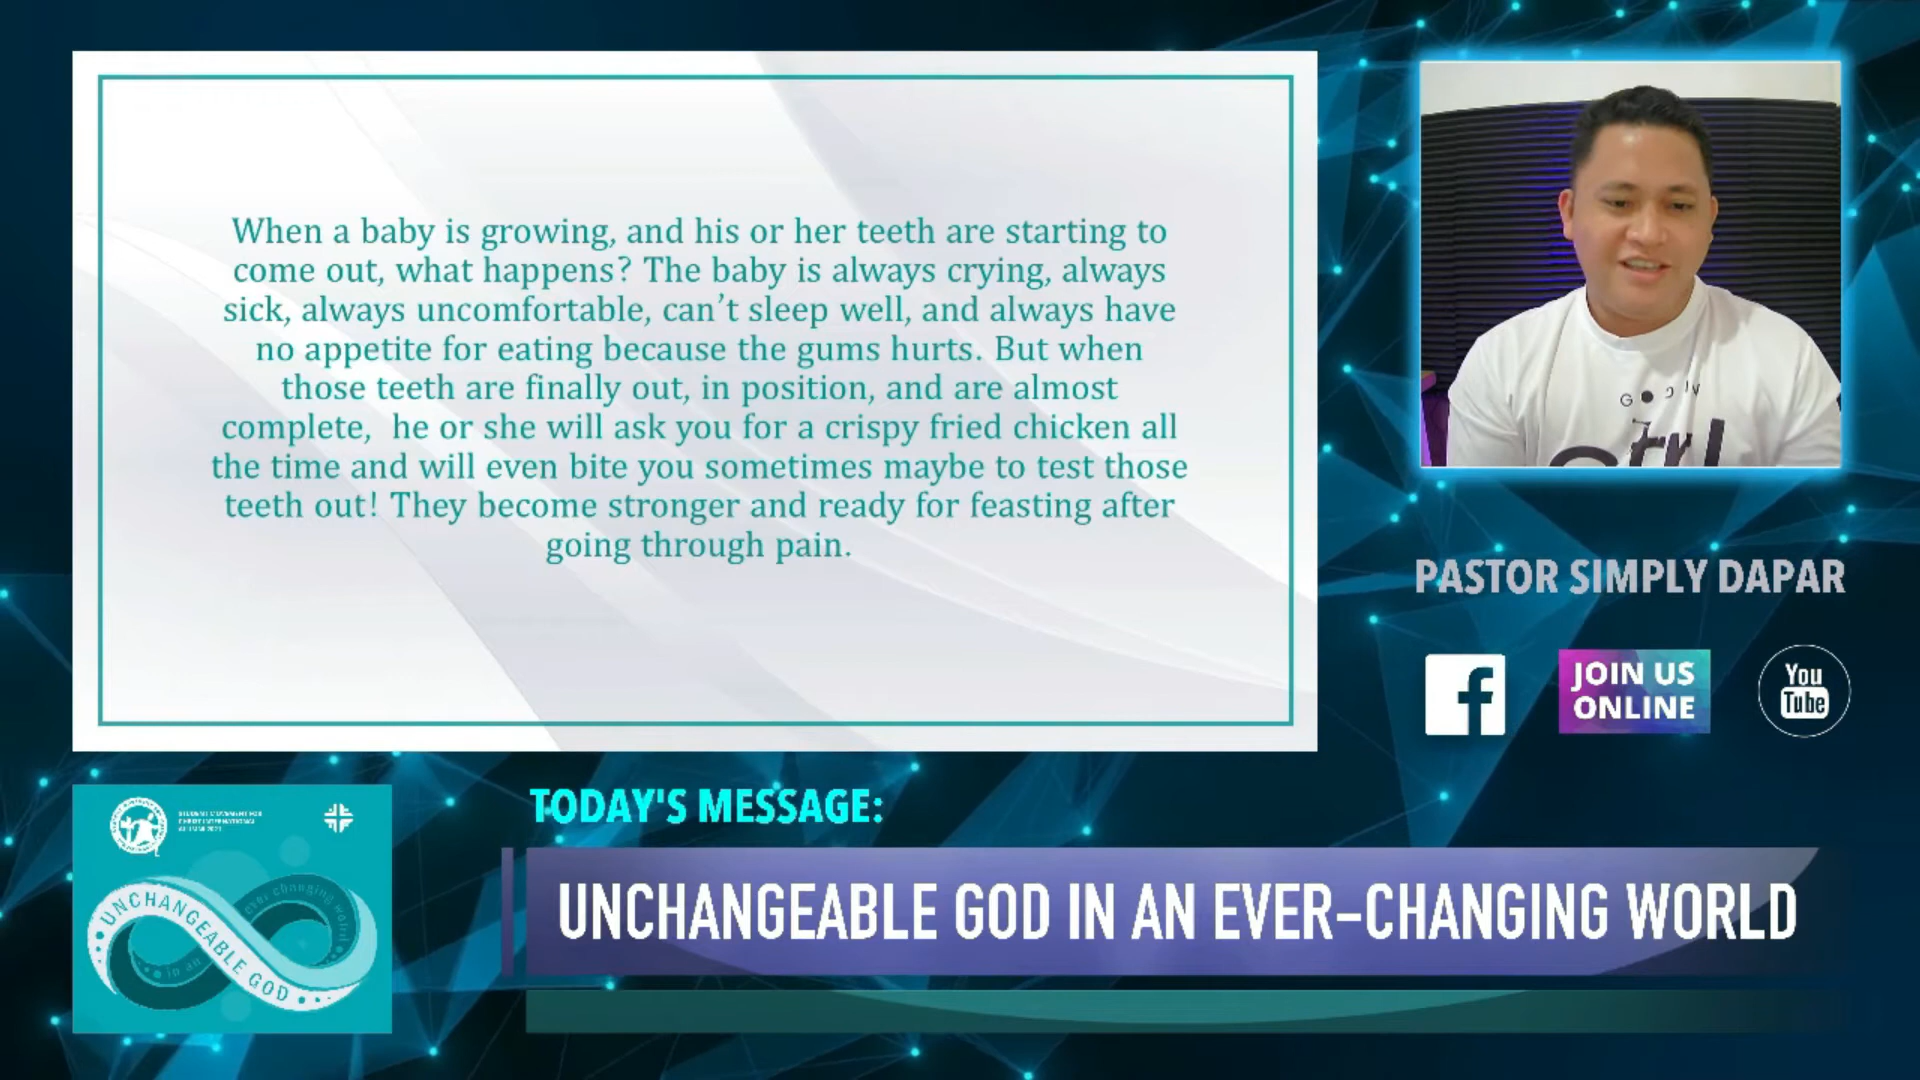 When a baby is growing, and his or her teeth are starting to
come out, what happens? The baby is always crying, always
sick, always uncomfortable, can't sleep well, and always have
no appetite for eating because the gums hurts. But when
those teeth are finally out, in position, and are almost
complete, he or she will ask you for a crispy fried chicken all
the time and will even bite you sometimes maybe to test those
teeth out! They become stronger and ready for feasting after
going through pain.
PASTOR SIMPLY DAPAR
f
JOIN US
ONLINE
You
Tube
STUDENT MOVEMENT FOR
CHRIST INTERNATIONAL
UNCHANGEABLE GOD
in an
ever changing world
TODAY'S MESSAGE:
UNCHANGEABLE GOD IN AN EVER-CHANGING WORLD